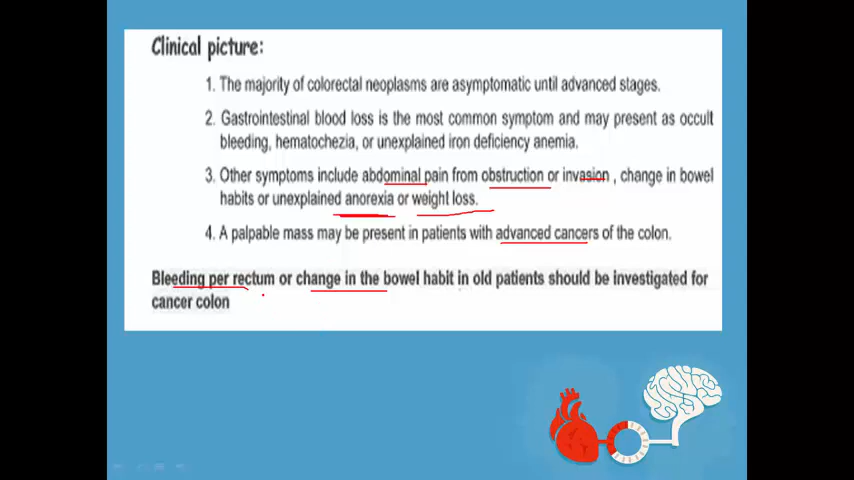 Clinical picture:
1. The majority of colorectal neoplasms are asymptomatic until advanced stages.
2. Gastrointestinal blood loss is the most common symptom and may present as occult
bleeding, hematochezia, or unexplained iron deficiency anemia.
3. Other symptoms include abdominal pain from obstruction or invasion , change in bowel
habits or unexplained anorexia or weight loss.
4. A palpable mass may be present in patients with advanced cancers of the colon.
Bleeding per rectum or change in the bowel habit in old patients should be investigated for
cancer colon